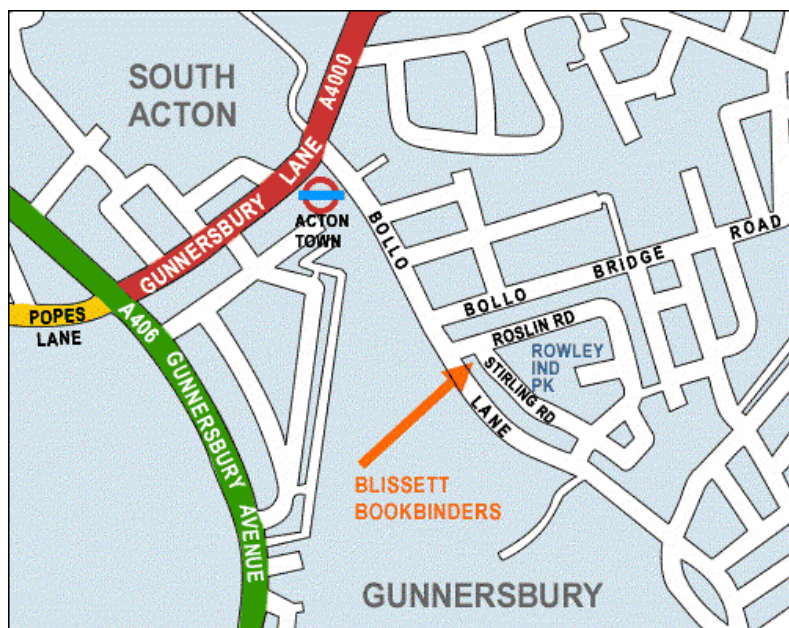 SOUTH
ACTON
A4000
GUNNERSBURY LANE
ACTON
TOWN
BOLLO LANE
BOLLO BRIDGE ROAD
POPES
LANE
A406 GUNNERSBURY AVENUE
ROSLIN RD
STIRLING RD
ROWLEY
IND
PK
BLISSETT
BOOKBINDERS
GUNNERSBURY